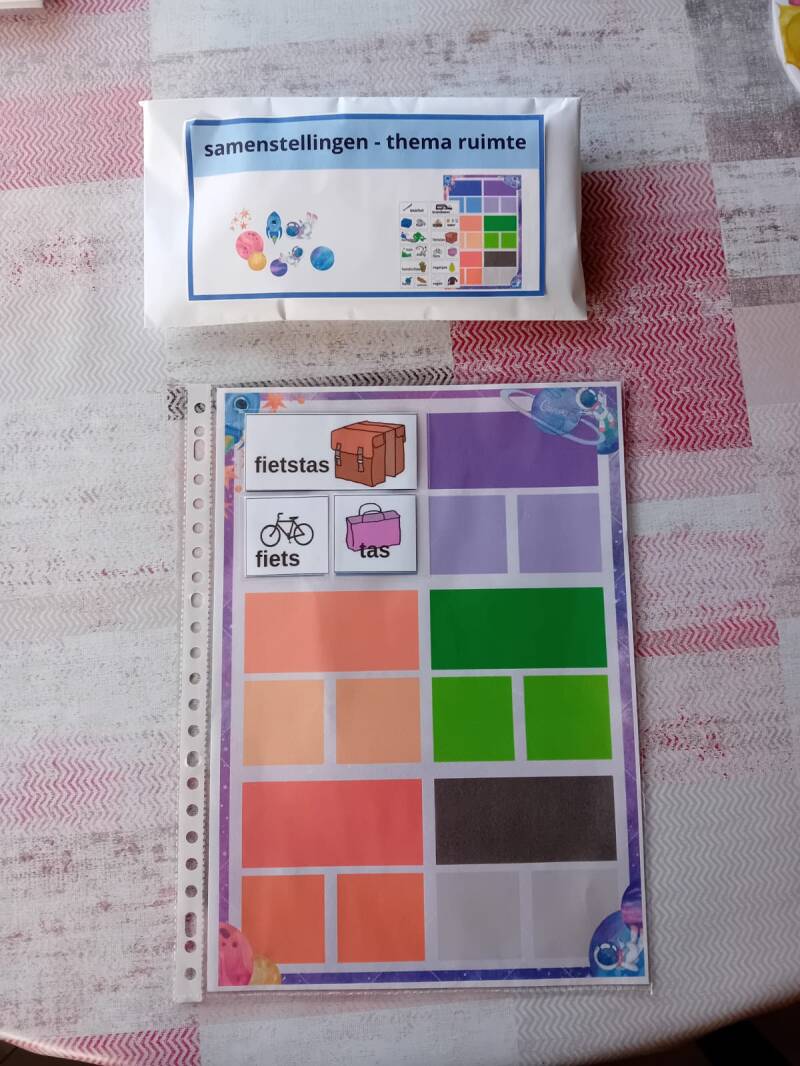 samenstellingen - thema ruimte
fietstas
fiets
tas